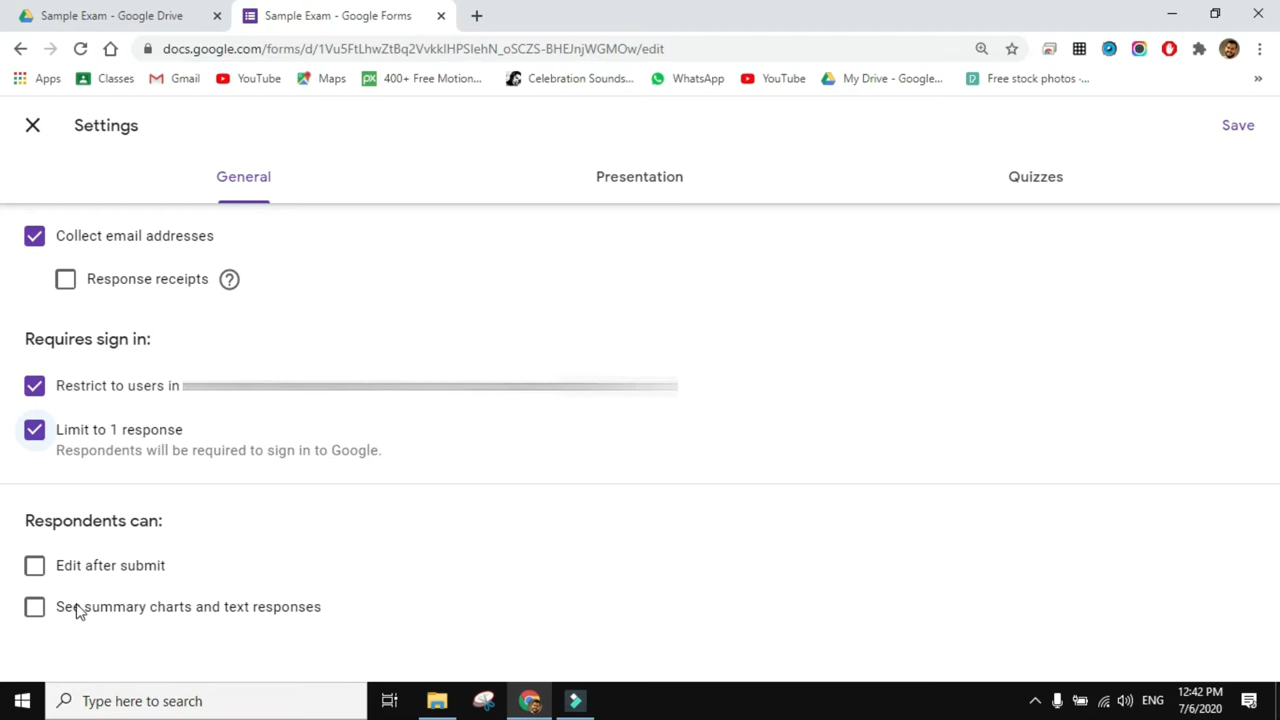 Sample Exam - Google Drive
Sample Exam - Google Forms
docs.google.com/forms/d/1Vu5FtLhwZtBq2VvkklHPSlehN_oSCZS-BHEJnjWGMOw/edit
Apps
Classes
Gmail
YouTube
Maps
px
400+ Free Motion...
Celebration Sounds...
WhatsApp
YouTube
My Drive - Google...
Free stock photos -...
»
Settings
Save
General
Presentation
Quizzes
Collect email addresses
Response receipts ?
Requires sign in:
Restrict to users in
Limit to 1 response
Respondents will be required to sign in to Google.
Respondents can:
Edit after submit
See summary charts and text responses
Type here to search
ENG
12:42 PM
7/6/2020